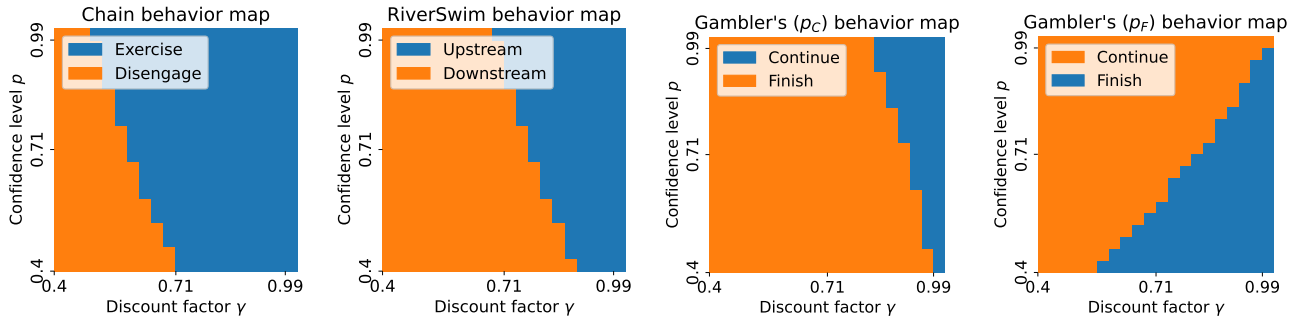 Chain behavior map
Exercise
Disengage
Confidence level p
0.99
0.71
0.4
0.4 0.71 0.99
Discount factor γ
RiverSwim behavior map
Upstream
Downstream
Confidence level p
0.99
0.71
0.4
0.4 0.71 0.99
Discount factor γ
Gambler's (p_C) behavior map
Continue
Finish
Confidence level p
0.99
0.71
0.4
0.4 0.71 0.99
Discount factor γ
Gambler's (p_F) behavior map
Continue
Finish
Confidence level p
0.99
0.71
0.4
0.4 0.71 0.99
Discount factor γ